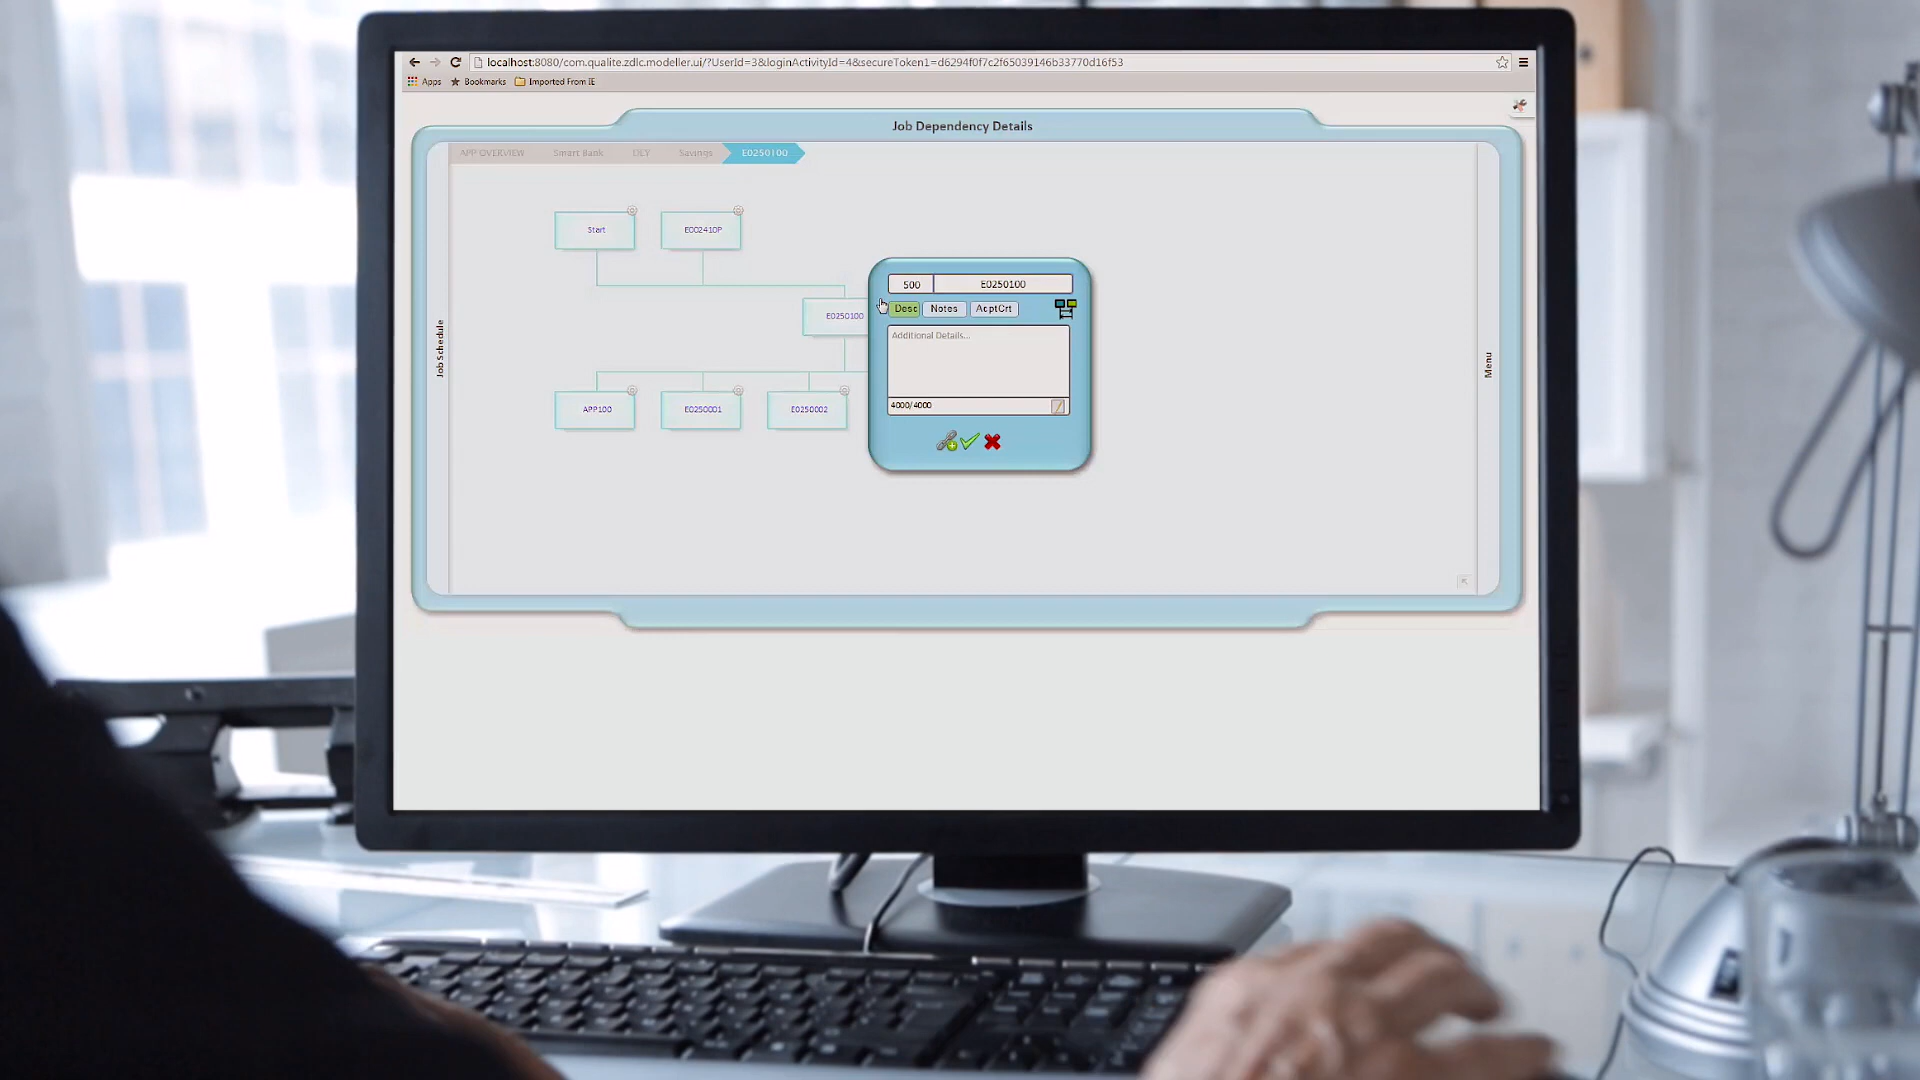 localhost:8080/com.qualite.zdlc.modeller.ui/?UserId=3&loginActivityId=4&secureToken1=d6294f0f7c2f65039146b33770d16f53
Apps Bookmarks Imported From IE
Job Dependency Details
APP OVERVIEW Smart Bank DLY Savings E0250100
Start E002410P
500 E0250100
Desc Notes AcptCrt
E0250100
Additional Details...
Job Schedule
Menu
4000/4000
APP100 E0250001 E0250002